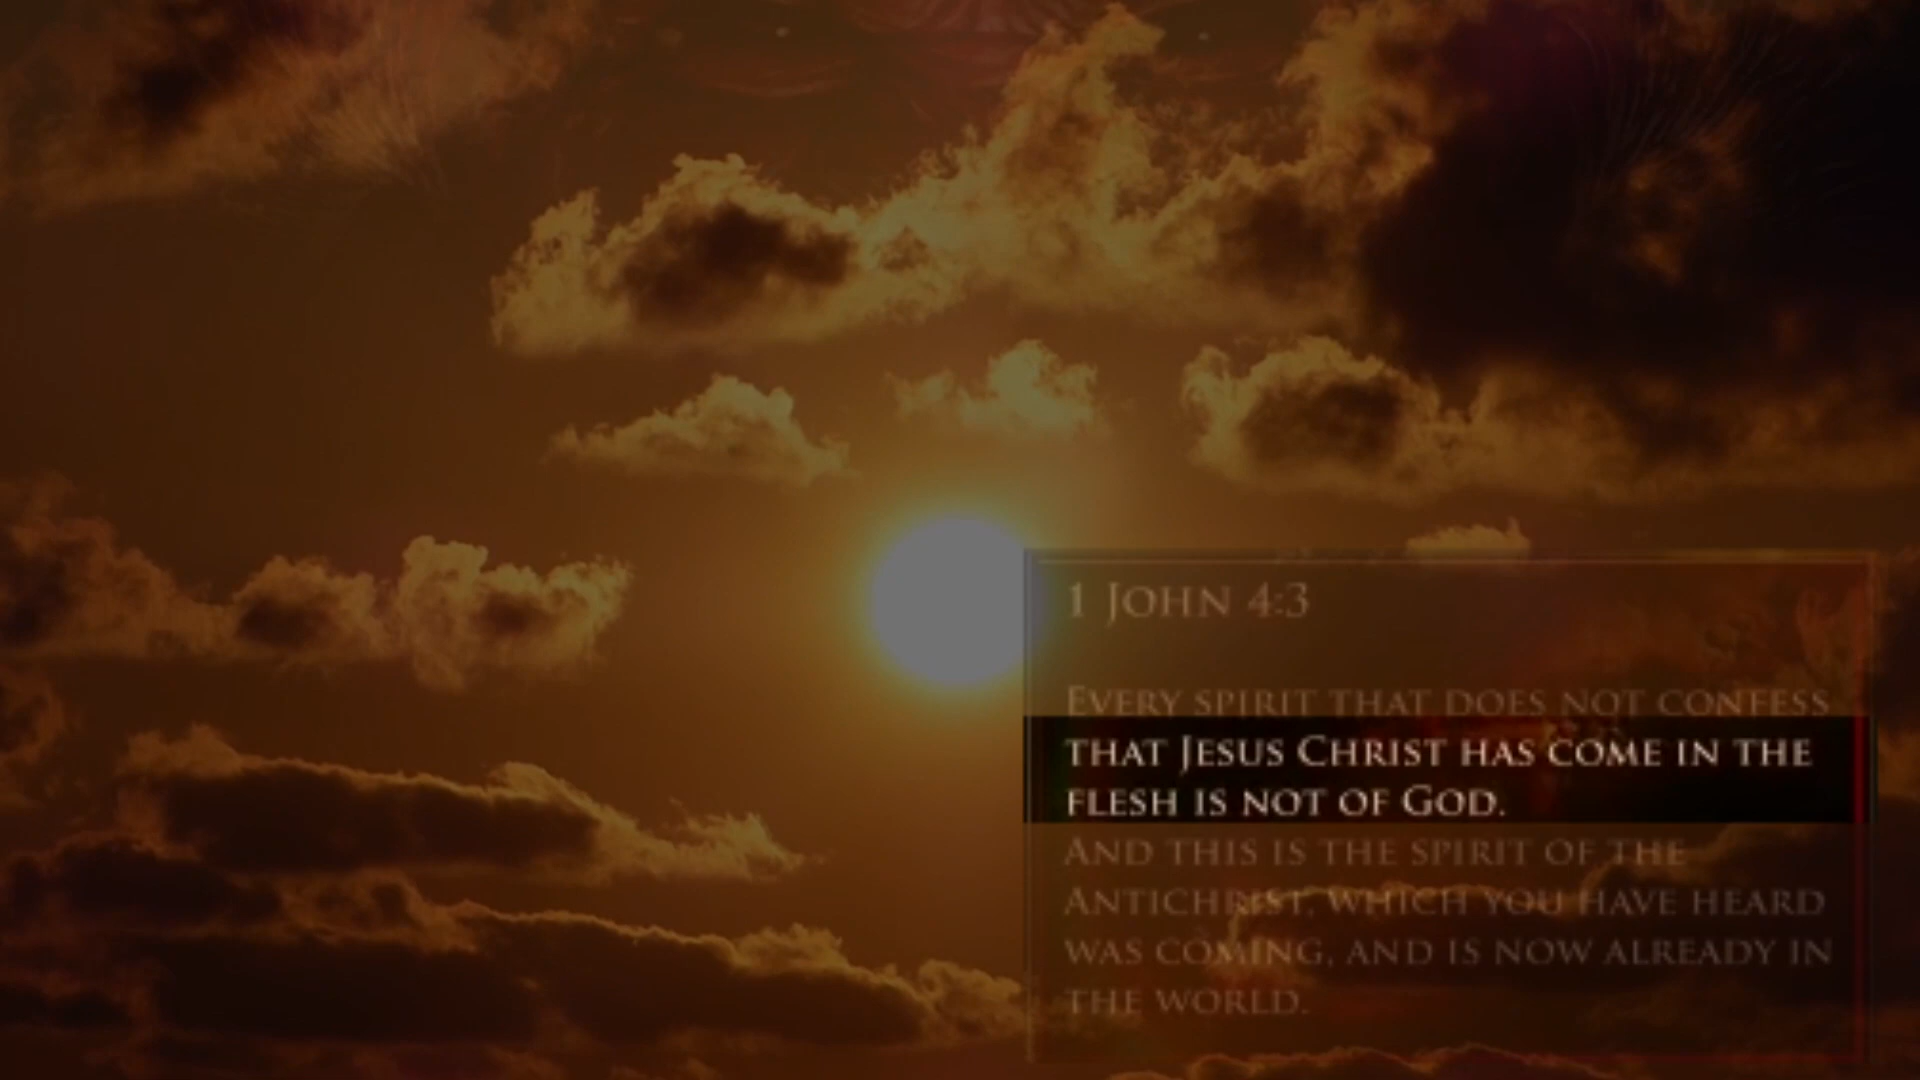 1 John 4:3
Every spirit that does not confess
that Jesus Christ has come in the
flesh is not of God.
And this is the spirit of the
Antichrist, which you have heard
was coming, and is now already in
the world.